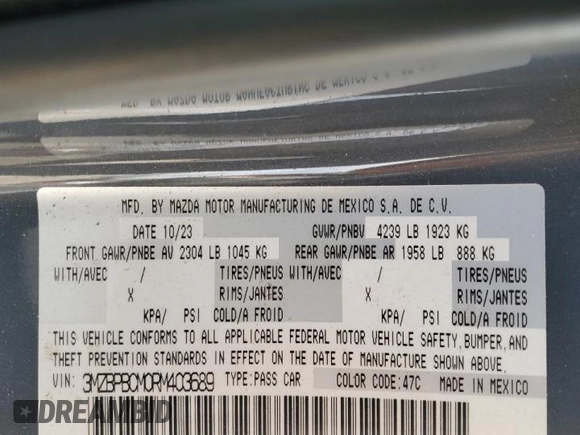 MFD. BY MAZDA MOTOR MANUFACTURING DE MEXICO S.A. DE C.V.
DATE 10/23 GVWR/PNBV 4239 LB 1923 KG
FRONT GAWR/PNBE AV 2304 LB 1045 KG REAR GAWR/PNBE AR 1958 LB 888 KG
WITH/AVEC / TIRES/PNEUS WITH/AVEC / TIRES/PNEUS
X RIMS/JANTES X RIMS/JANTES
KPA/ PSI COLD/A FROID KPA/ PSI COLD/A FROID
THIS VEHICLE CONFORMS TO ALL APPLICABLE FEDERAL MOTOR VEHICLE SAFETY, BUMPER, AND
THEFT PREVENTION STANDARDS IN EFFECT ON THE DATE OF MANUFACTURE SHOWN ABOVE.
VIN: 3MZBPBCM0RM403689 TYPE:PASS CAR COLOR CODE:47C MADE IN MEXICO
DREAMBID